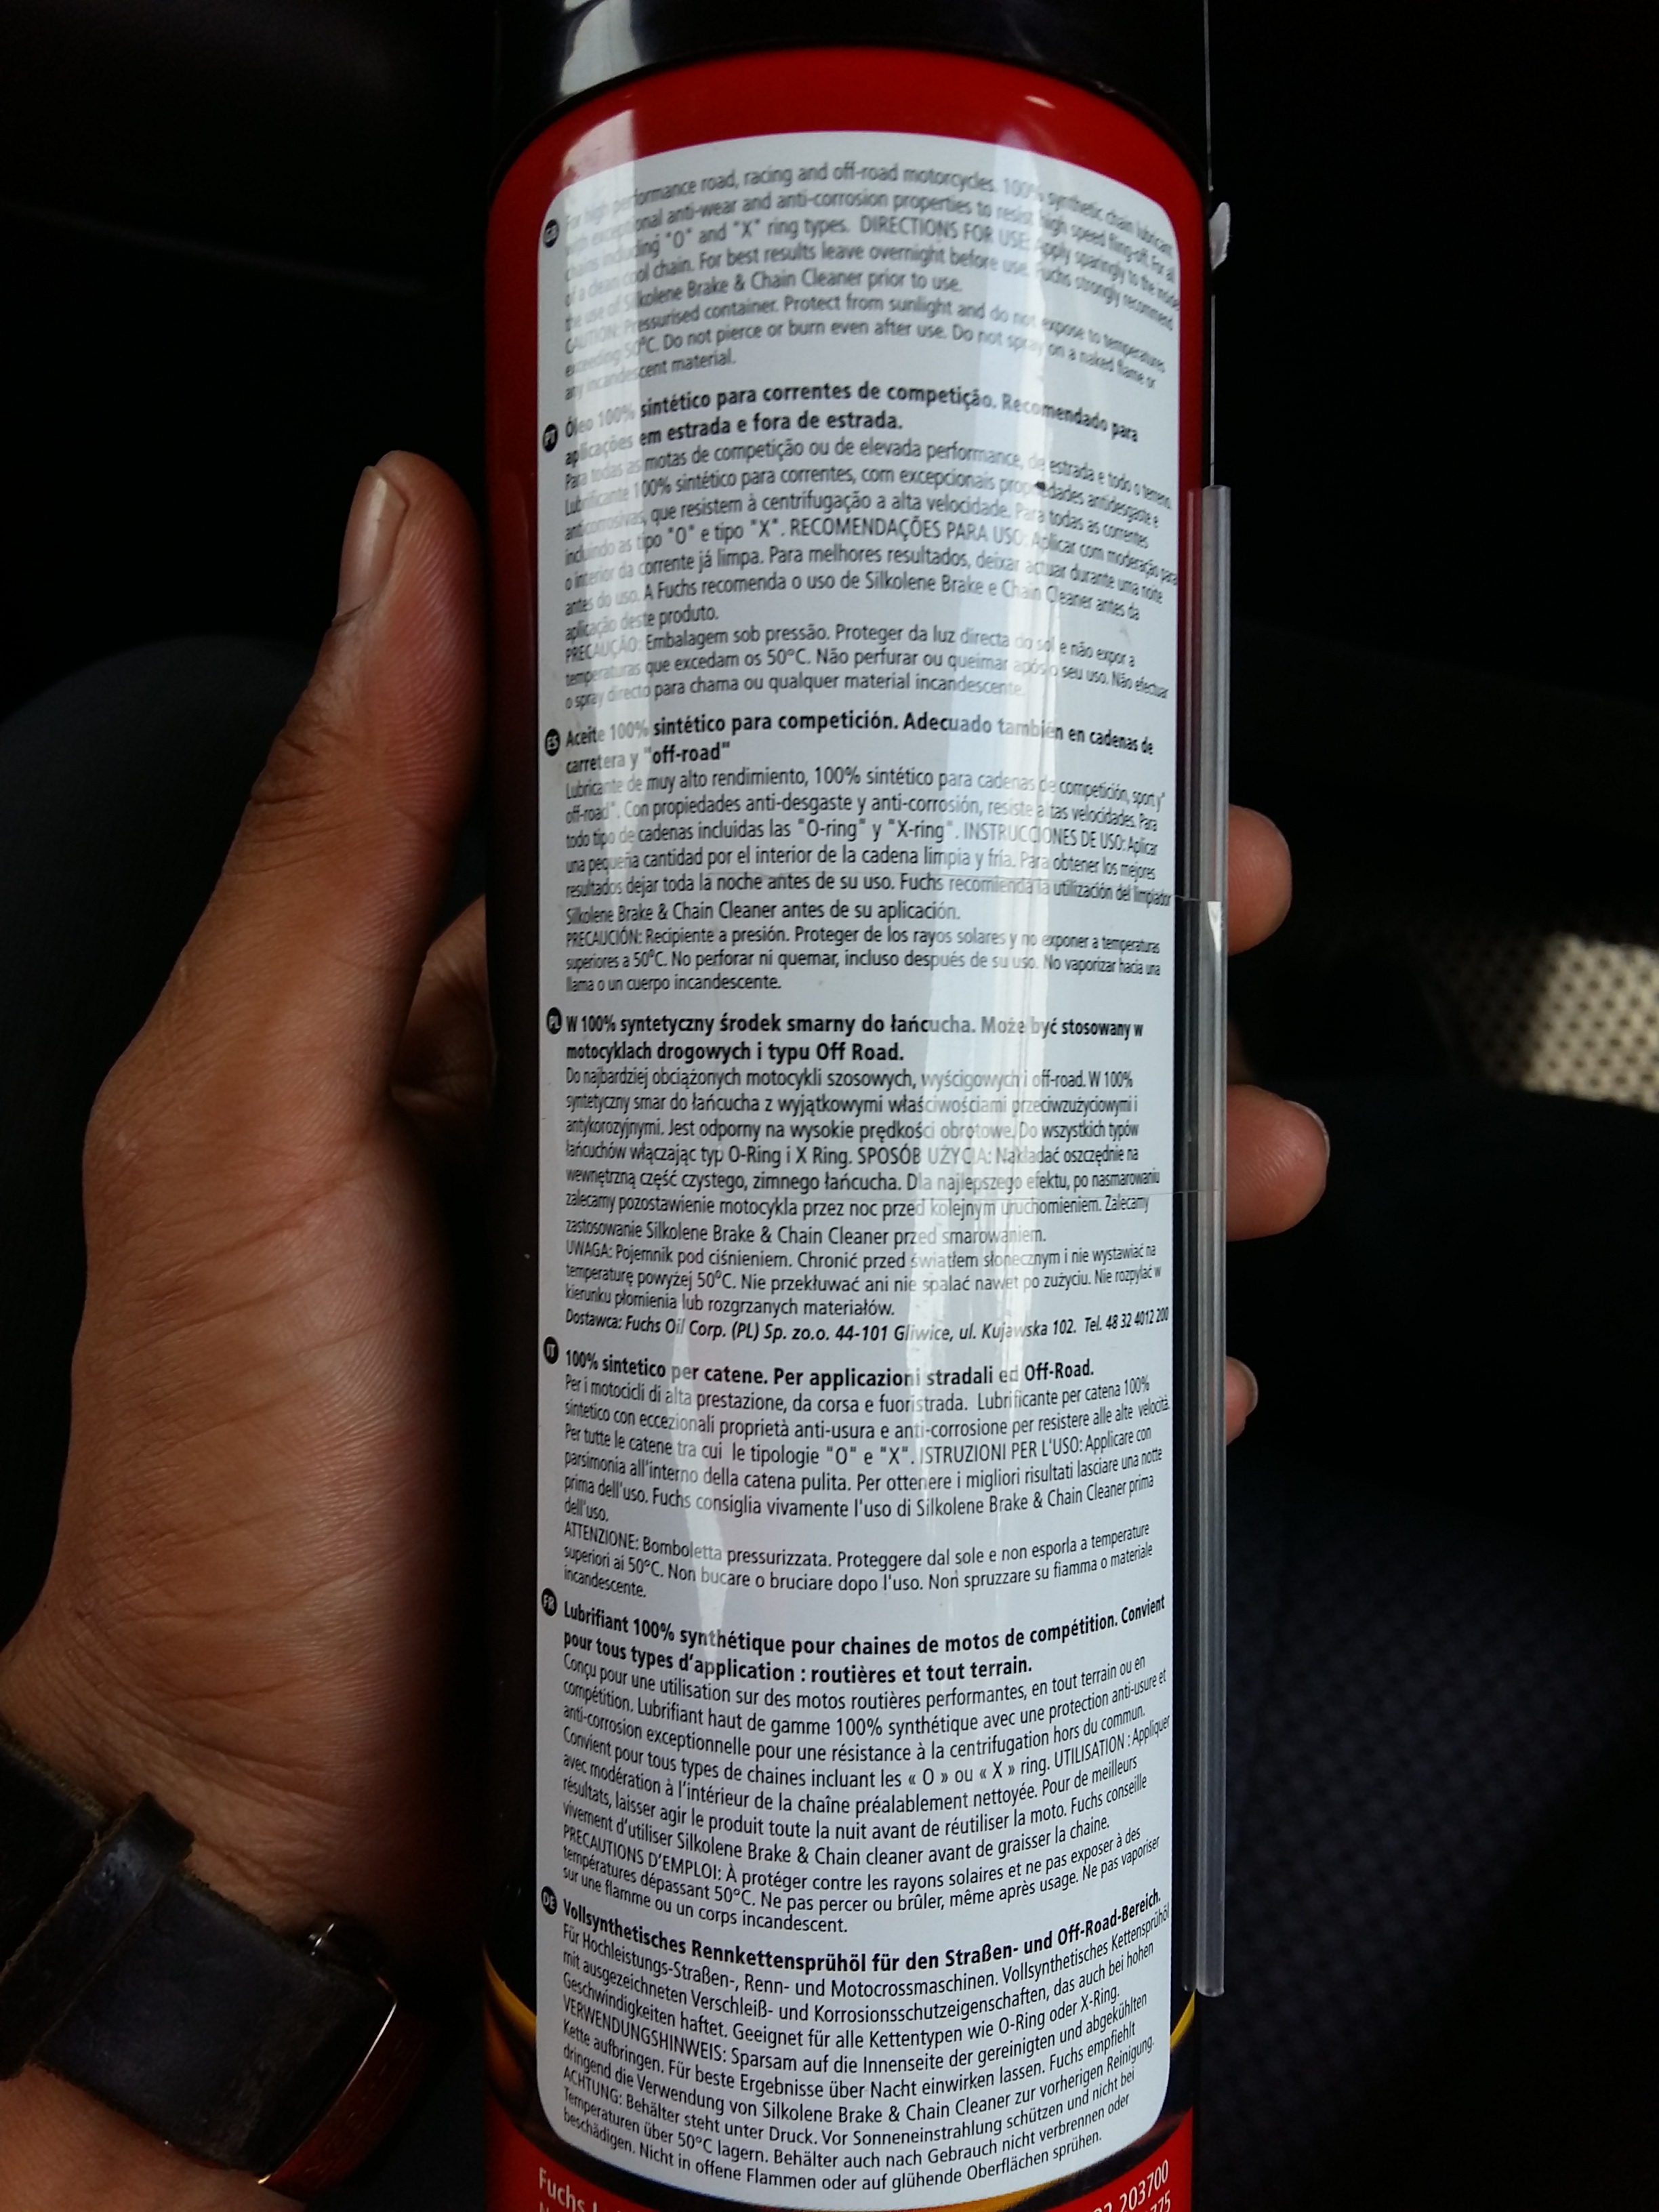 GB For high performance road, racing and off-road motorcycles. 100% synthetic chain lubricant
with exceptional anti-wear and anti-corrosion properties to resist high speed fling-off. For all
chains including "O" and "X" ring types. DIRECTIONS FOR USE: Apply sparingly to the inside
of a clean cool chain. For best results leave overnight before use. Fuchs strongly recommend
the use of Silkolene Brake & Chain Cleaner prior to use.
CAUTION: Pressurised container. Protect from sunlight and do not expose to temperatures
exceeding 50°C. Do not pierce or burn even after use. Do not spray on a naked flame or
any incandescent material.
PT Óleo 100% sintético para correntes de competição. Recomendado para
aplicações em estrada e fora de estrada.
Para todas as motas de competição ou de elevada performance, de estrada e todo o terreno.
Lubrificante 100% sintético para correntes, com excepcionais propriedades antidesgaste e
anticorrosivas, que resistem à centrifugação a alta velocidade. Para todas as correntes
incluindo as tipo "O" e tipo "X". RECOMENDAÇÕES PARA USO: Aplicar com moderação para
o interior da corrente já limpa. Para melhores resultados, deixar actuar durante uma noite
antes do uso. A Fuchs recomenda o uso de Silkolene Brake e Chain Cleaner antes da
aplicação deste produto.
PRECAUÇÃO: Embalagem sob pressão. Proteger da luz directa do sol e não expor a
temperaturas que excedam os 50°C. Não perfurar ou queimar após o seu uso. Não efectuar
o spray directo para chama ou qualquer material incandescente.
ES Aceite 100% sintético para competición. Adecuado también en cadenas de
carretera y "off-road"
Lubricante de muy alto rendimiento, 100% sintético para cadenas de competición, sport y"
off-road". Con propiedades anti-desgaste y anti-corrosión, resiste altas velocidades. Para
todo tipo de cadenas incluidas las "O-ring" y "X-ring". INSTRUCCIONES DE USO: Aplicar
una pequeña cantidad por el interior de la cadena limpia y fría. Para obtener los mejores
resultados dejar toda la noche antes de su uso. Fuchs recomienda la utilización del limpiador
Silkolene Brake & Chain Cleaner antes de su aplicación.
PRECAUCIÓN: Recipiente a presión. Proteger de los rayos solares y no exponer a temperaturas
superiores a 50°C. No perforar ni quemar, incluso después de su uso. No vaporizar hacia una
llama o un cuerpo incandescente.
PL W 100% syntetyczny środek smarny do łańcucha. Może być stosowany w
motocyklach drogowych i typu Off Road.
Do najbardziej obciążonych motocykli szosowych, wyścigowych i off-road. W 100%
syntetyczny smar do łańcucha z wyjątkowymi właściwościami przeciwzużyciowymi i
antykorozyjnymi. Jest odporny na wysokie prędkości obrotowe. Do wszystkich typów
łańcuchów włączając typ O-Ring i X Ring. SPOSÓB UŻYCIA: Nakładać oszczędnie na
wewnętrzną część czystego, zimnego łańcucha. Dla najlepszego efektu, po nasmarowaniu
zalecamy pozostawienie motocykla przez noc przed kolejnym uruchomieniem. Zalecamy
zastosowanie Silkolene Brake & Chain Cleaner przed smarowaniem.
UWAGA: Pojemnik pod ciśnieniem. Chronić przed światłem słonecznym i nie wystawiać na
temperaturę powyżej 50°C. Nie przekłuwać ani nie spalać nawet po zużyciu. Nie rozpylać w
kierunku płomienia lub rozgrzanych materiałów.
Dostawca: Fuchs Oil Corp. (PL) Sp. zo.o. 44-101 Gliwice, ul. Kujawska 102. Tel. 48 32 4012 200
IT 100% sintetico per catene. Per applicazioni stradali ed Off-Road.
Per i motocicli di alta prestazione, da corsa e fuoristrada. Lubrificante per catena 100%
sintetico con eccezionali proprietà anti-usura e anti-corrosione per resistere alle alte velocità.
Per tutte le catene tra cui le tipologie "O" e "X". ISTRUZIONI PER L'USO: Applicare con
parsimonia all'interno della catena pulita. Per ottenere i migliori risultati lasciare una notte
prima dell'uso. Fuchs consiglia vivamente l'uso di Silkolene Brake & Chain Cleaner prima
dell'uso.
ATTENZIONE: Bomboletta pressurizzata. Proteggere dal sole e non esporla a temperature
superiori ai 50°C. Non bucare o bruciare dopo l'uso. Non spruzzare su fiamma o materiale
incandescente.
FR Lubrifiant 100% synthétique pour chaines de motos de compétition. Convient
pour tous types d'application : routières et tout terrain.
Conçu pour une utilisation sur des motos routières performantes, en tout terrain ou en
compétition. Lubrifiant haut de gamme 100% synthétique avec une protection anti-usure et
anti-corrosion exceptionnelle pour une résistance à la centrifugation hors du commun.
Convient pour tous types de chaines incluant les « O » ou « X » ring. UTILISATION : Appliquer
avec modération à l'intérieur de la chaîne préalablement nettoyée. Pour de meilleurs
résultats, laisser agir le produit toute la nuit avant de réutiliser la moto. Fuchs conseille
vivement d'utiliser Silkolene Brake & Chain cleaner avant de graisser la chaine.
PRECAUTIONS D'EMPLOI: À protéger contre les rayons solaires et ne pas exposer à des
températures dépassant 50°C. Ne pas percer ou brûler, même après usage. Ne pas vaporiser
sur une flamme ou un corps incandescent.
DE Vollsynthetisches Rennkettensprühöl für den Straßen- und Off-Road-Bereich.
Für Hochleistungs-Straßen-, Renn- und Motocrossmaschinen. Vollsynthetisches Kettensprühöl
mit ausgezeichneten Verschleiß- und Korrosionsschutzeigenschaften, das auch bei hohen
Geschwindigkeiten haftet. Geeignet für alle Kettentypen wie O-Ring oder X-Ring.
VERWENDUNGSHINWEIS: Sparsam auf die Innenseite der gereinigten und abgekühlten
Kette aufbringen. Für beste Ergebnisse über Nacht einwirken lassen. Fuchs empfiehlt
dringend die Verwendung von Silkolene Brake & Chain Cleaner zur vorherigen Reinigung.
ACHTUNG: Behälter steht unter Druck. Vor Sonneneinstrahlung schützen und nicht bei
Temperaturen über 50°C lagern. Behälter auch nach Gebrauch nicht verbrennen oder
beschädigen. Nicht in offene Flammen oder auf glühende Oberflächen sprühen.
Fuchs 203700